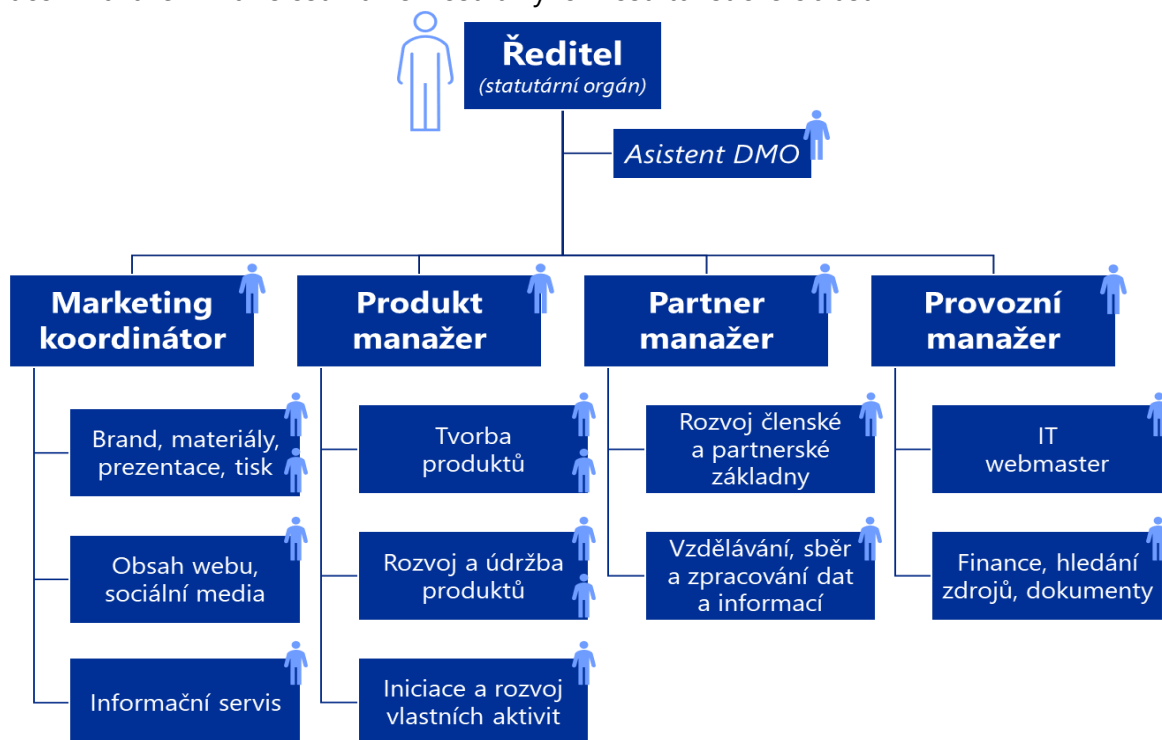 Ředitel
(statutární orgán)
Asistent DMO
Marketing
koordinátor
Produkt
manažer
Partner
manažer
Provozní
manažer
Brand, materiály,
prezentace, tisk
Tvorba
produktů
Rozvoj členské
a partnerské
základny
IT
webmaster
Obsah webu,
sociální media
Rozvoj a údržba
produktů
Vzdělávání, sběr
a zpracování dat
a informací
Finance, hledání
zdrojů, dokumenty
Informační servis
Iniciace a rozvoj
vlastních aktivit